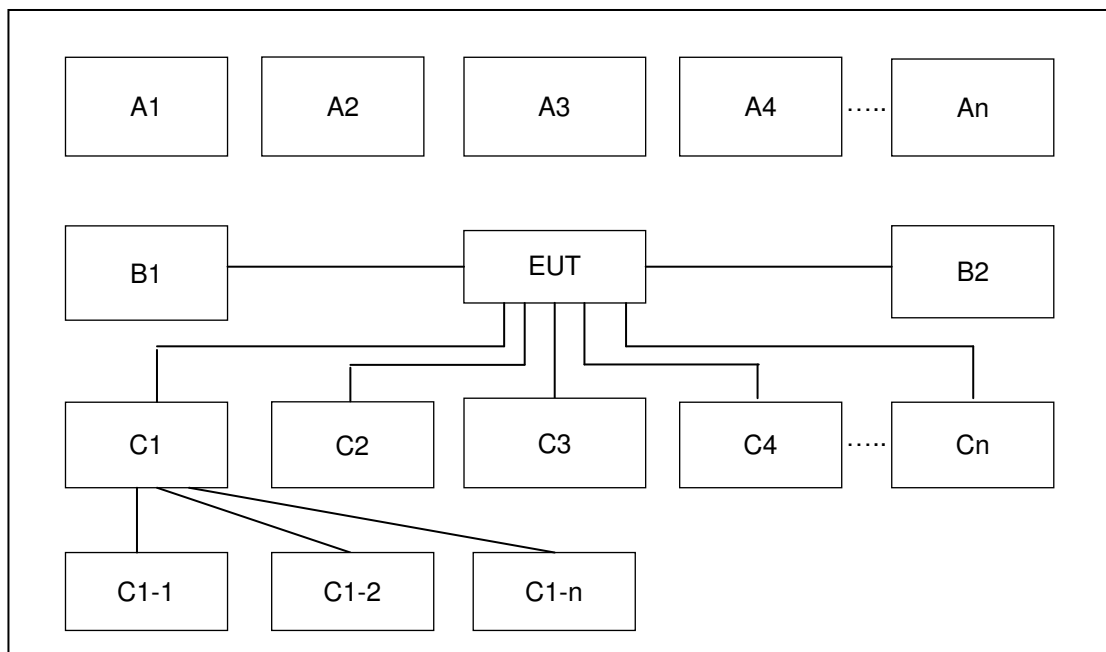 A1 A2 A3 A4 ..... An
B1 EUT B2
C1 C2 C3 C4 ..... Cn
C1-1 C1-2 C1-n